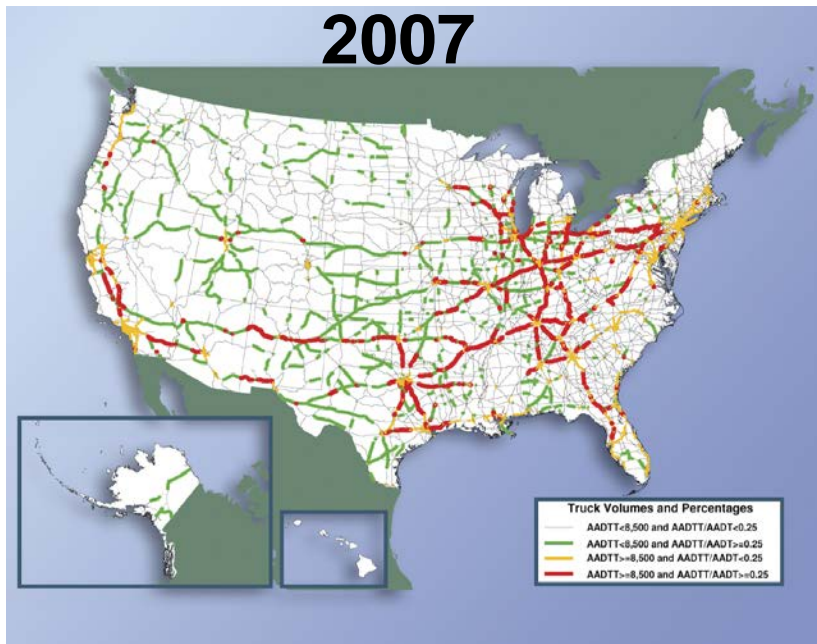 2007
Truck Volumes and Percentages
AADTT<8,500 and AADTT/AADT<0.25
AADTT<8,500 and AADTT/AADT>=0.25
AADTT>=8,500 and AADTT/AADT<0.25
AADTT>=8,500 and AADTT/AADT>=0.25